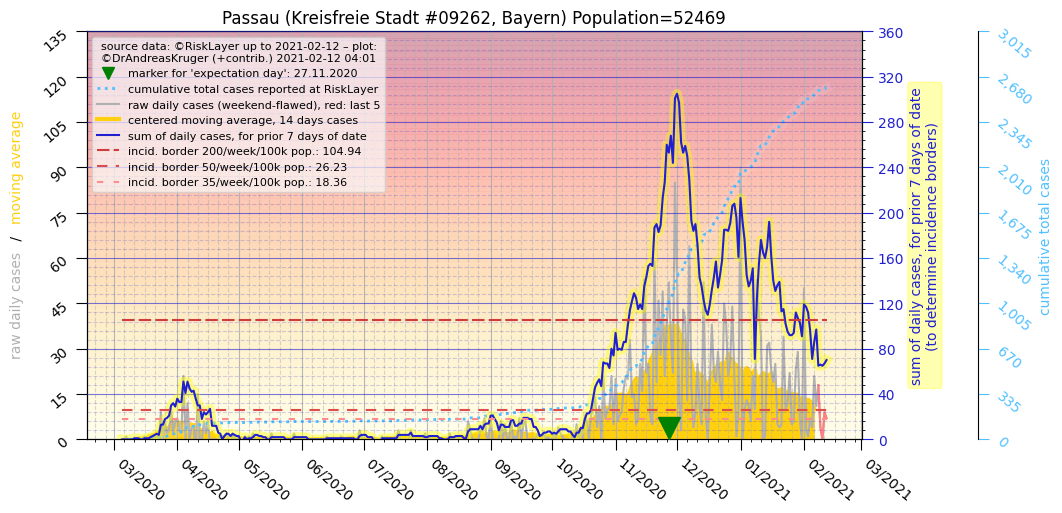 Passau (Kreisfreie Stadt #09262, Bayern) Population=52469
source data: ©RiskLayer up to 2021-02-12 – plot:
©DrAndreasKruger (+contrib.) 2021-02-12 04:01
marker for 'expectation day': 27.11.2020
cumulative total cases reported at RiskLayer
raw daily cases (weekend-flawed), red: last 5
centered moving average, 14 days cases
sum of daily cases, for prior 7 days of date
incid. border 200/week/100k pop.: 104.94
incid. border 50/week/100k pop.: 26.23
incid. border 35/week/100k pop.: 18.36
raw daily cases / moving average
135
120
105
90
75
60
45
30
15
0
360
320
280
240
200
160
120
80
40
0
sum of daily cases, for prior 7 days of date
(to determine incidence borders)
3,015
2,680
2,345
2,010
1,675
1,340
1,005
670
335
0
cumulative total cases
03/2020
04/2020
05/2020
06/2020
07/2020
08/2020
09/2020
10/2020
11/2020
12/2020
01/2021
02/2021
03/2021